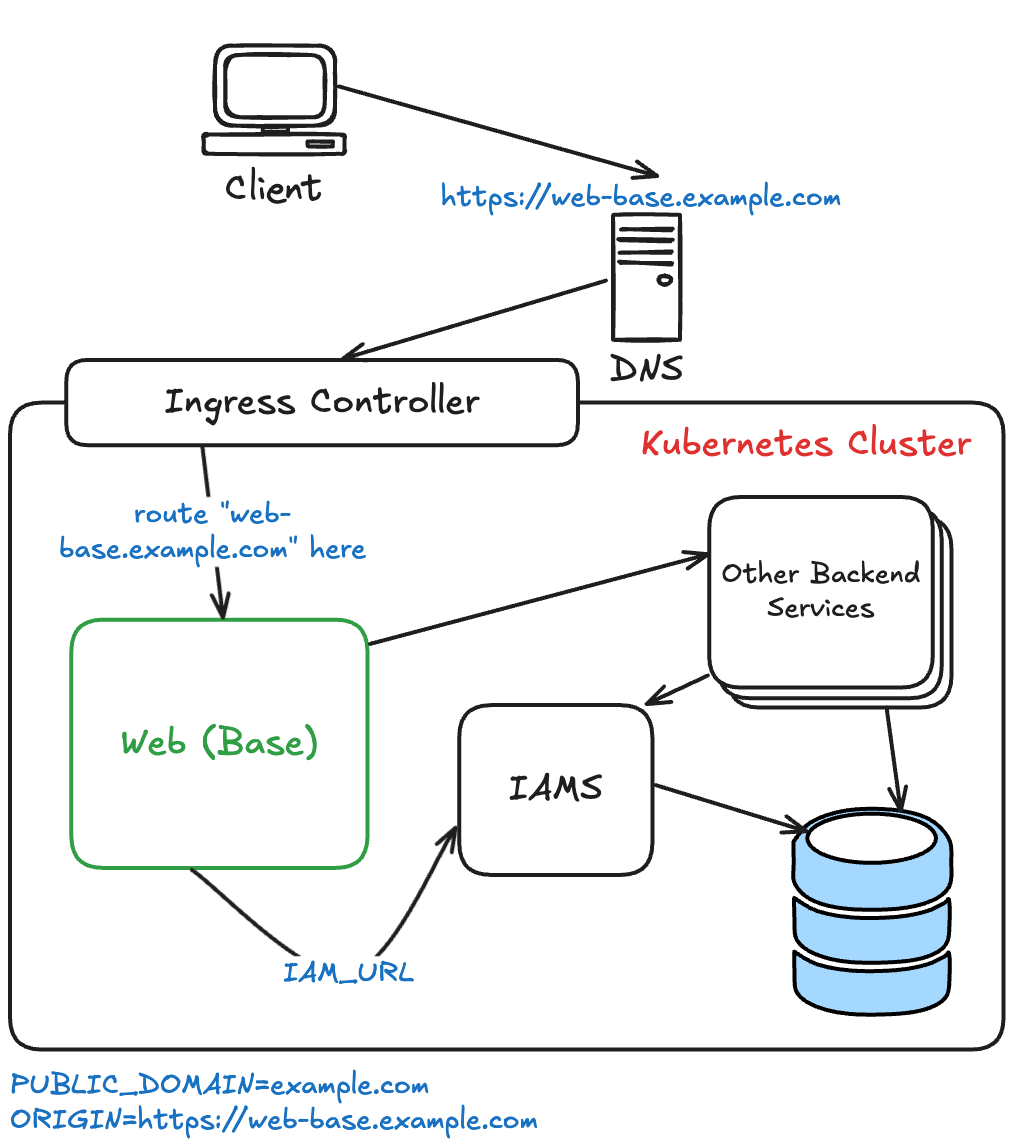 Client
https://web-base.example.com
DNS
Ingress Controller
Kubernetes Cluster
route "web-
base.example.com" here
Other Backend
Services
Web (Base)
IAMS
IAM_URL
PUBLIC_DOMAIN=example.com
ORIGIN=https://web-base.example.com